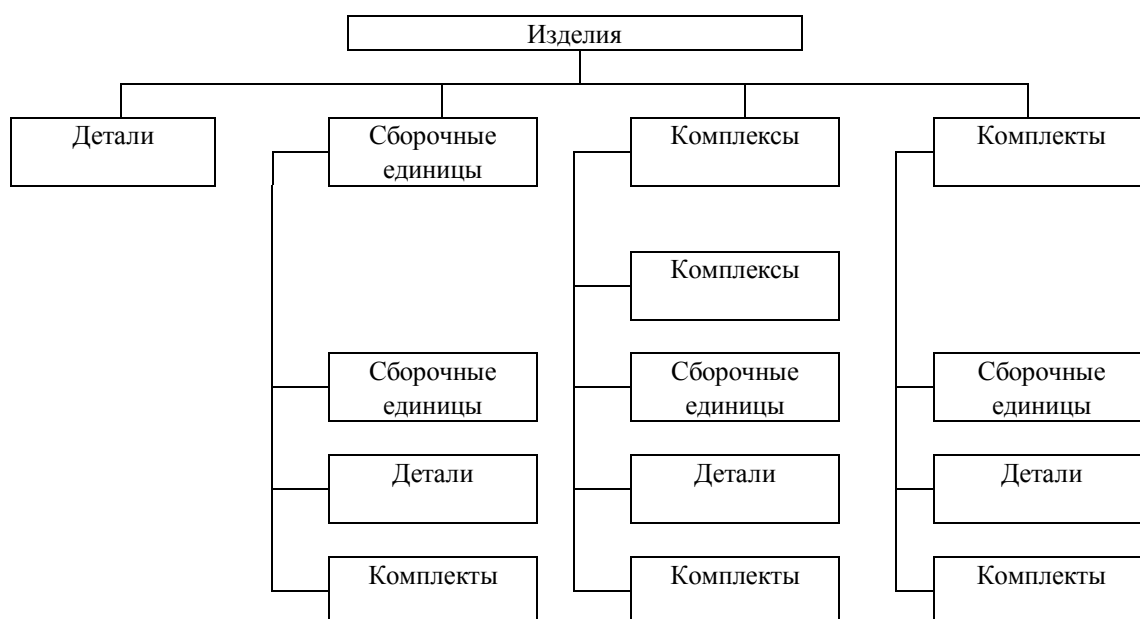 Изделия
Детали
Сборочные
единицы
Комплексы
Комплекты
Комплексы
Сборочные
единицы
Сборочные
единицы
Сборочные
единицы
Детали
Детали
Детали
Комплекты
Комплекты
Комплекты